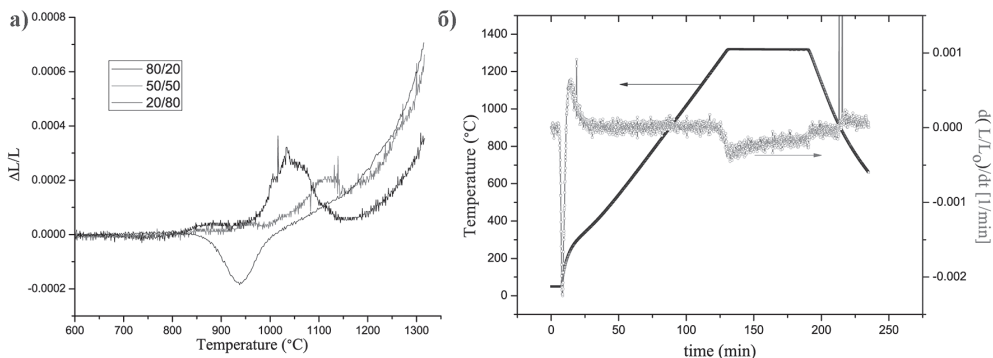 а)
0.0008
0.0006
0.0004
0.0002
0.0000
-0.0002
ΔL/L
80/20
50/50
20/80
600 700 800 900 1000 1100 1200 1300
Temperature (°C)
б)
1400
1200
1000
800
600
400
200
0
Temperature (°C)
0.001
0.000
-0.001
-0.002
d( L/L₀)/dt [1/min]
0 50 100 150 200 250
time (min)